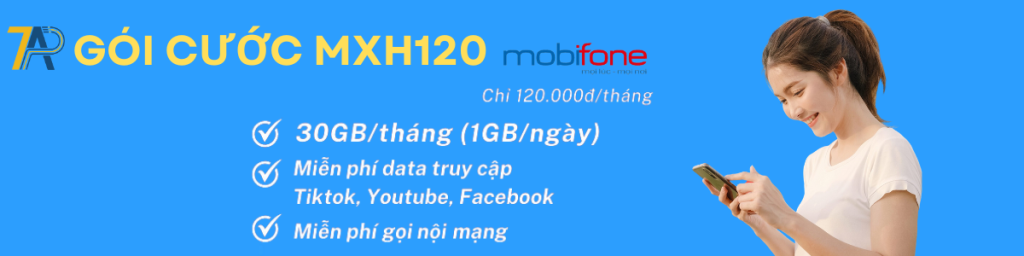 7AP
GÓI CƯỚC MXH120
mobifone
Chỉ 120.000đ/tháng
30GB/tháng (1GB/ngày)
Miễn phí data truy cập
Tiktok, Youtube, Facebook
Miễn phí gọi nội mạng